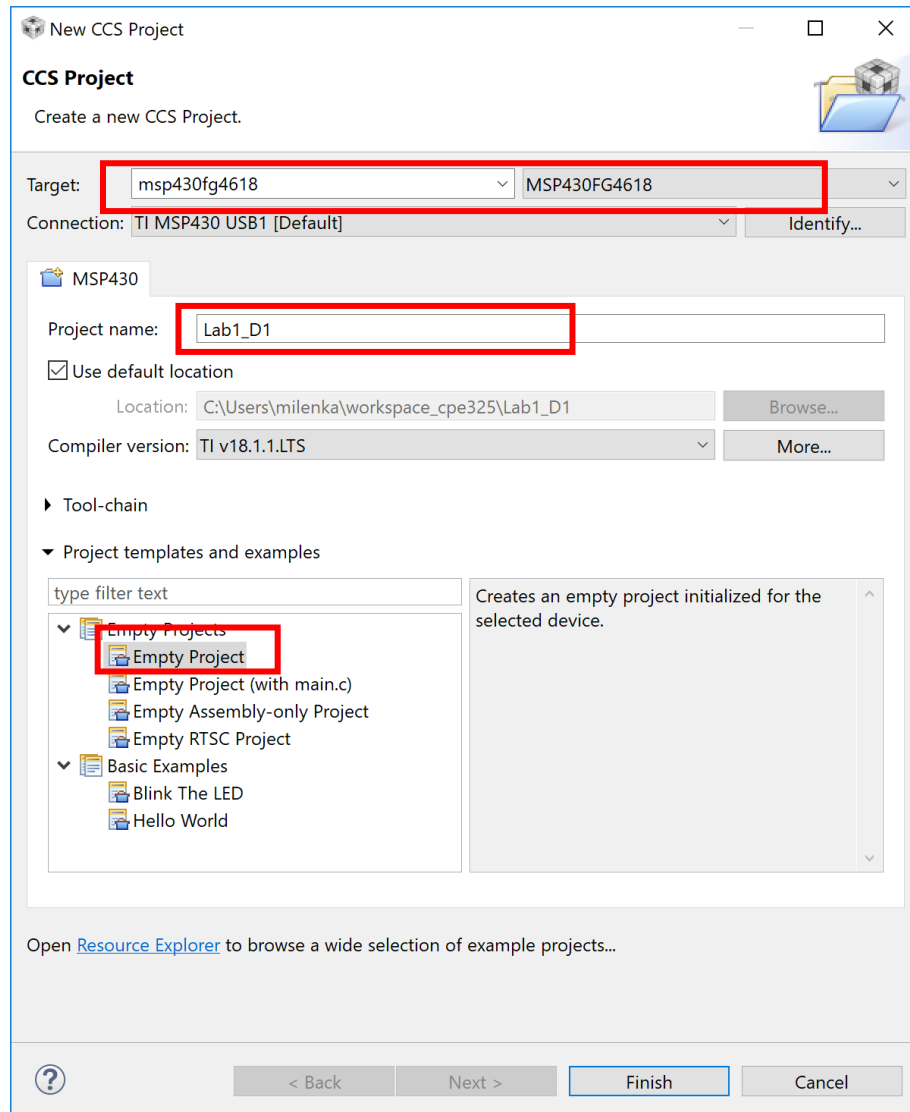 New CCS Project
CCS Project
Create a new CCS Project.
Target: msp430fg4618 MSP430FG4618
Connection: TI MSP430 USB1 [Default] Identify...
MSP430
Project name: Lab1_D1
Use default location
Location: C:\Users\milenka\workspace_cpe325\Lab1_D1 Browse...
Compiler version: TI v18.1.1.LTS More...
Tool-chain
Project templates and examples
type filter text
Creates an empty project initialized for the
selected device.
Empty Projects
Empty Project
Empty Project (with main.c)
Empty Assembly-only Project
Empty RTSC Project
Basic Examples
Blink The LED
Hello World
Open Resource Explorer to browse a wide selection of example projects...
? < Back Next > Finish Cancel